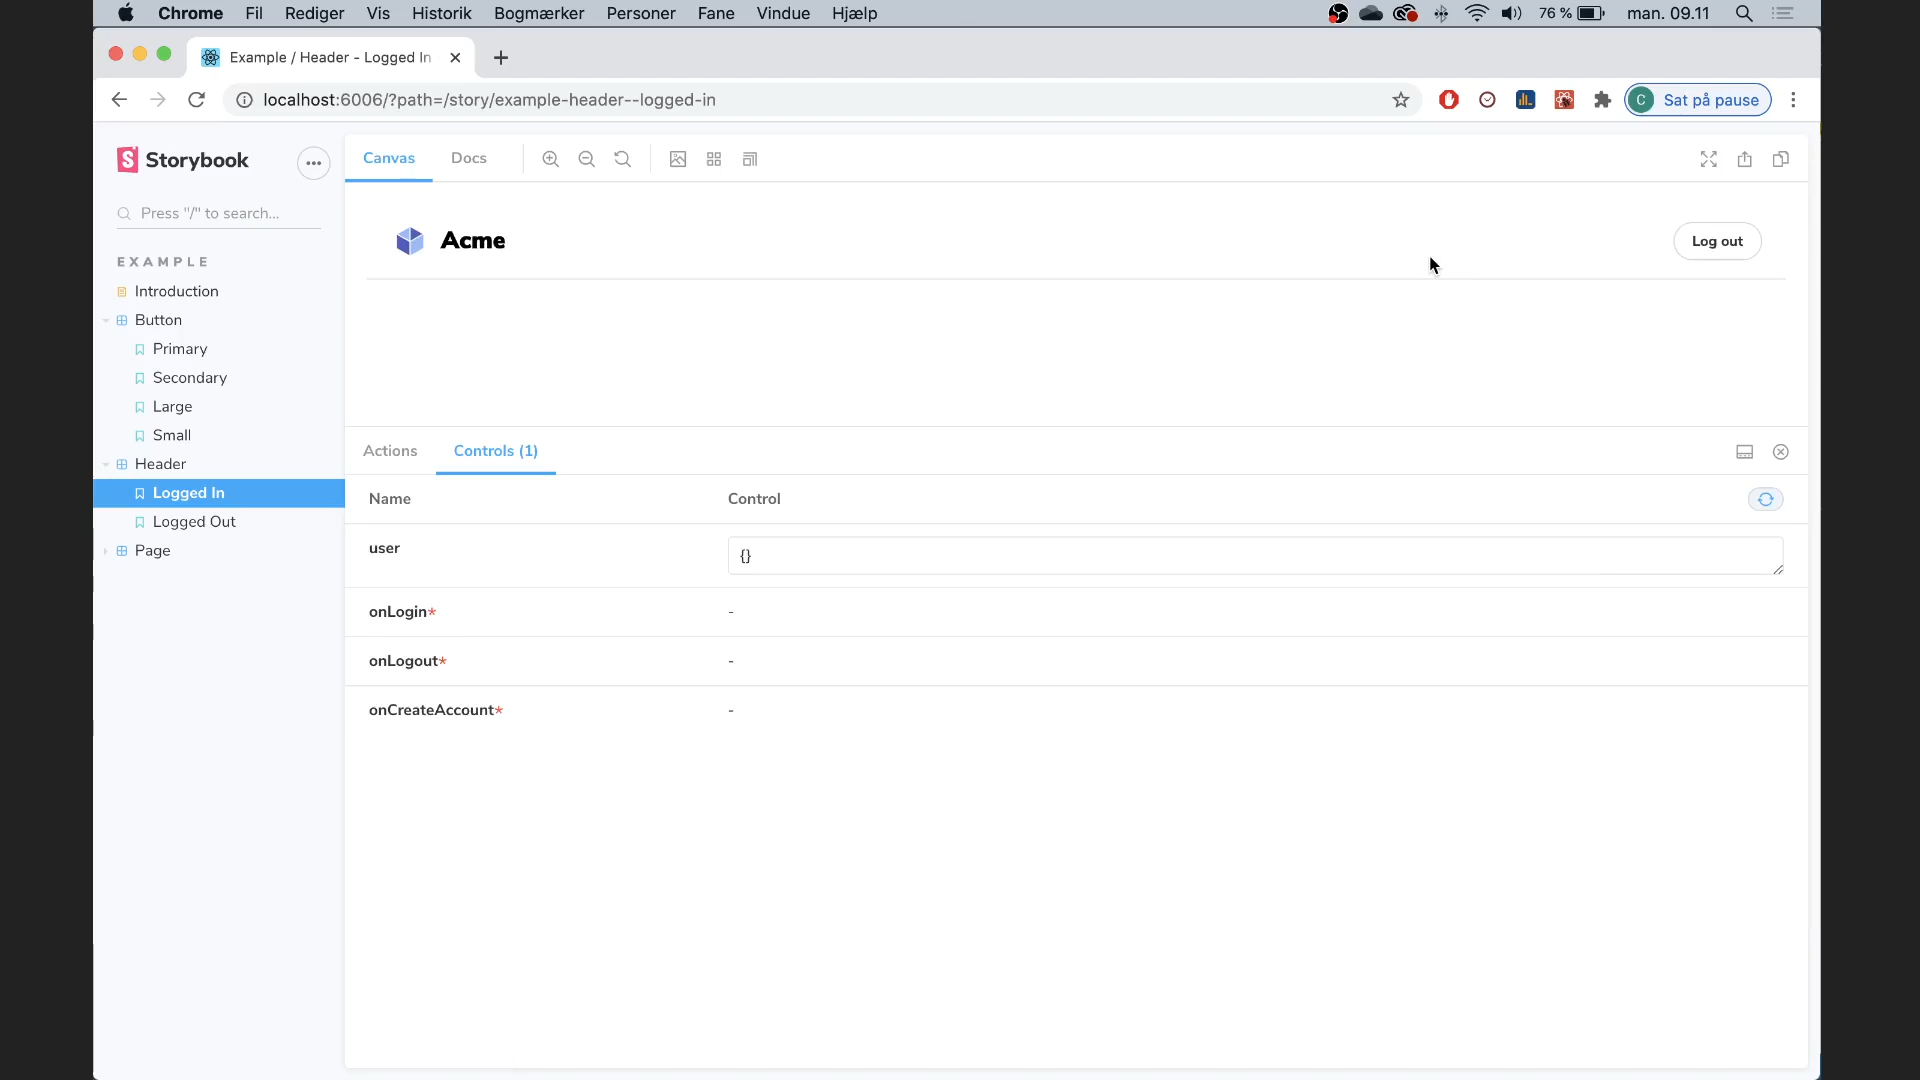 Chrome Fil Rediger Vis Historik Bogmærker Personer Fane Vindue Hjælp 76 % man. 09.11
Example / Header - Logged In
localhost:6006/?path=/story/example-header--logged-in
C Sat på pause
Storybook
Press "/" to search...
EXAMPLE
Introduction
Button
Primary
Secondary
Large
Small
Header
Logged In
Logged Out
Page
Canvas Docs
Acme
Log out
Actions Controls (1)
Name Control
user {}
onLogin* -
onLogout* -
onCreateAccount* -